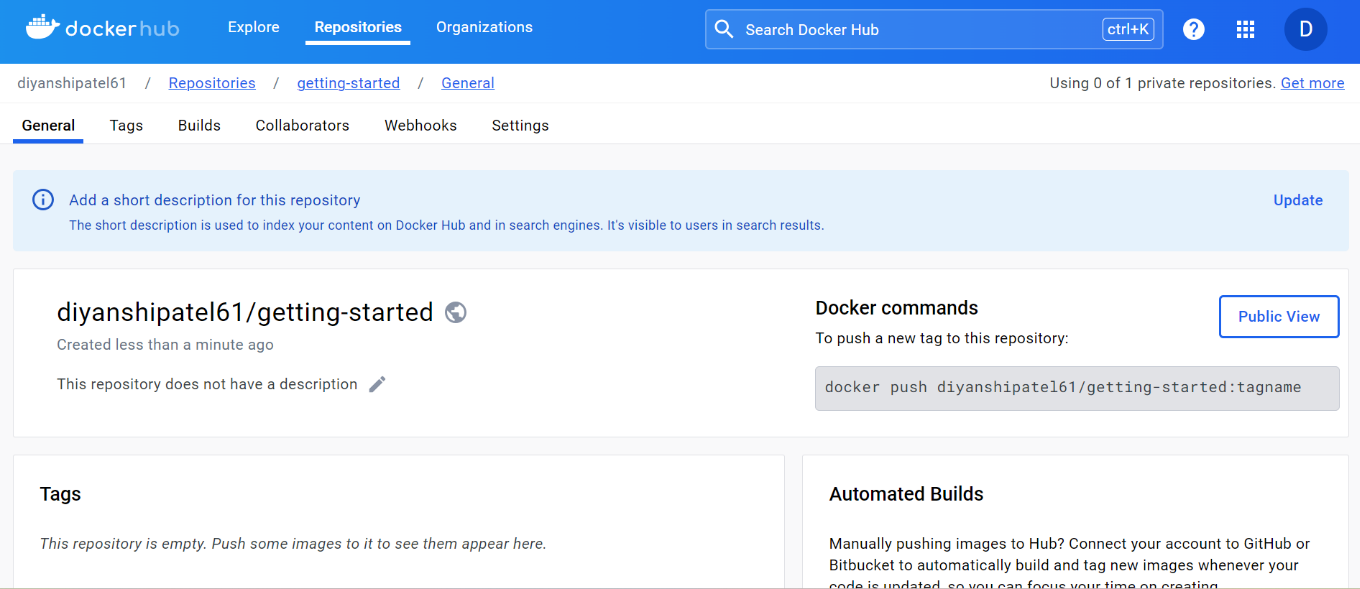 dockerhub Explore Repositories Organizations Search Docker Hub ctrl+K ? D
diyanshipatel61 / Repositories / getting-started / General Using 0 of 1 private repositories. Get more
General Tags Builds Collaborators Webhooks Settings
Add a short description for this repository Update
The short description is used to index your content on Docker Hub and in search engines. It's visible to users in search results.
diyanshipatel61/getting-started
Created less than a minute ago
This repository does not have a description
Docker commands
Public View
To push a new tag to this repository:
docker push diyanshipatel61/getting-started:tagname
Tags
This repository is empty. Push some images to it to see them appear here.
Automated Builds
Manually pushing images to Hub? Connect your account to GitHub or
Bitbucket to automatically build and tag new images whenever your
code is updated, so you can focus your time on creating.